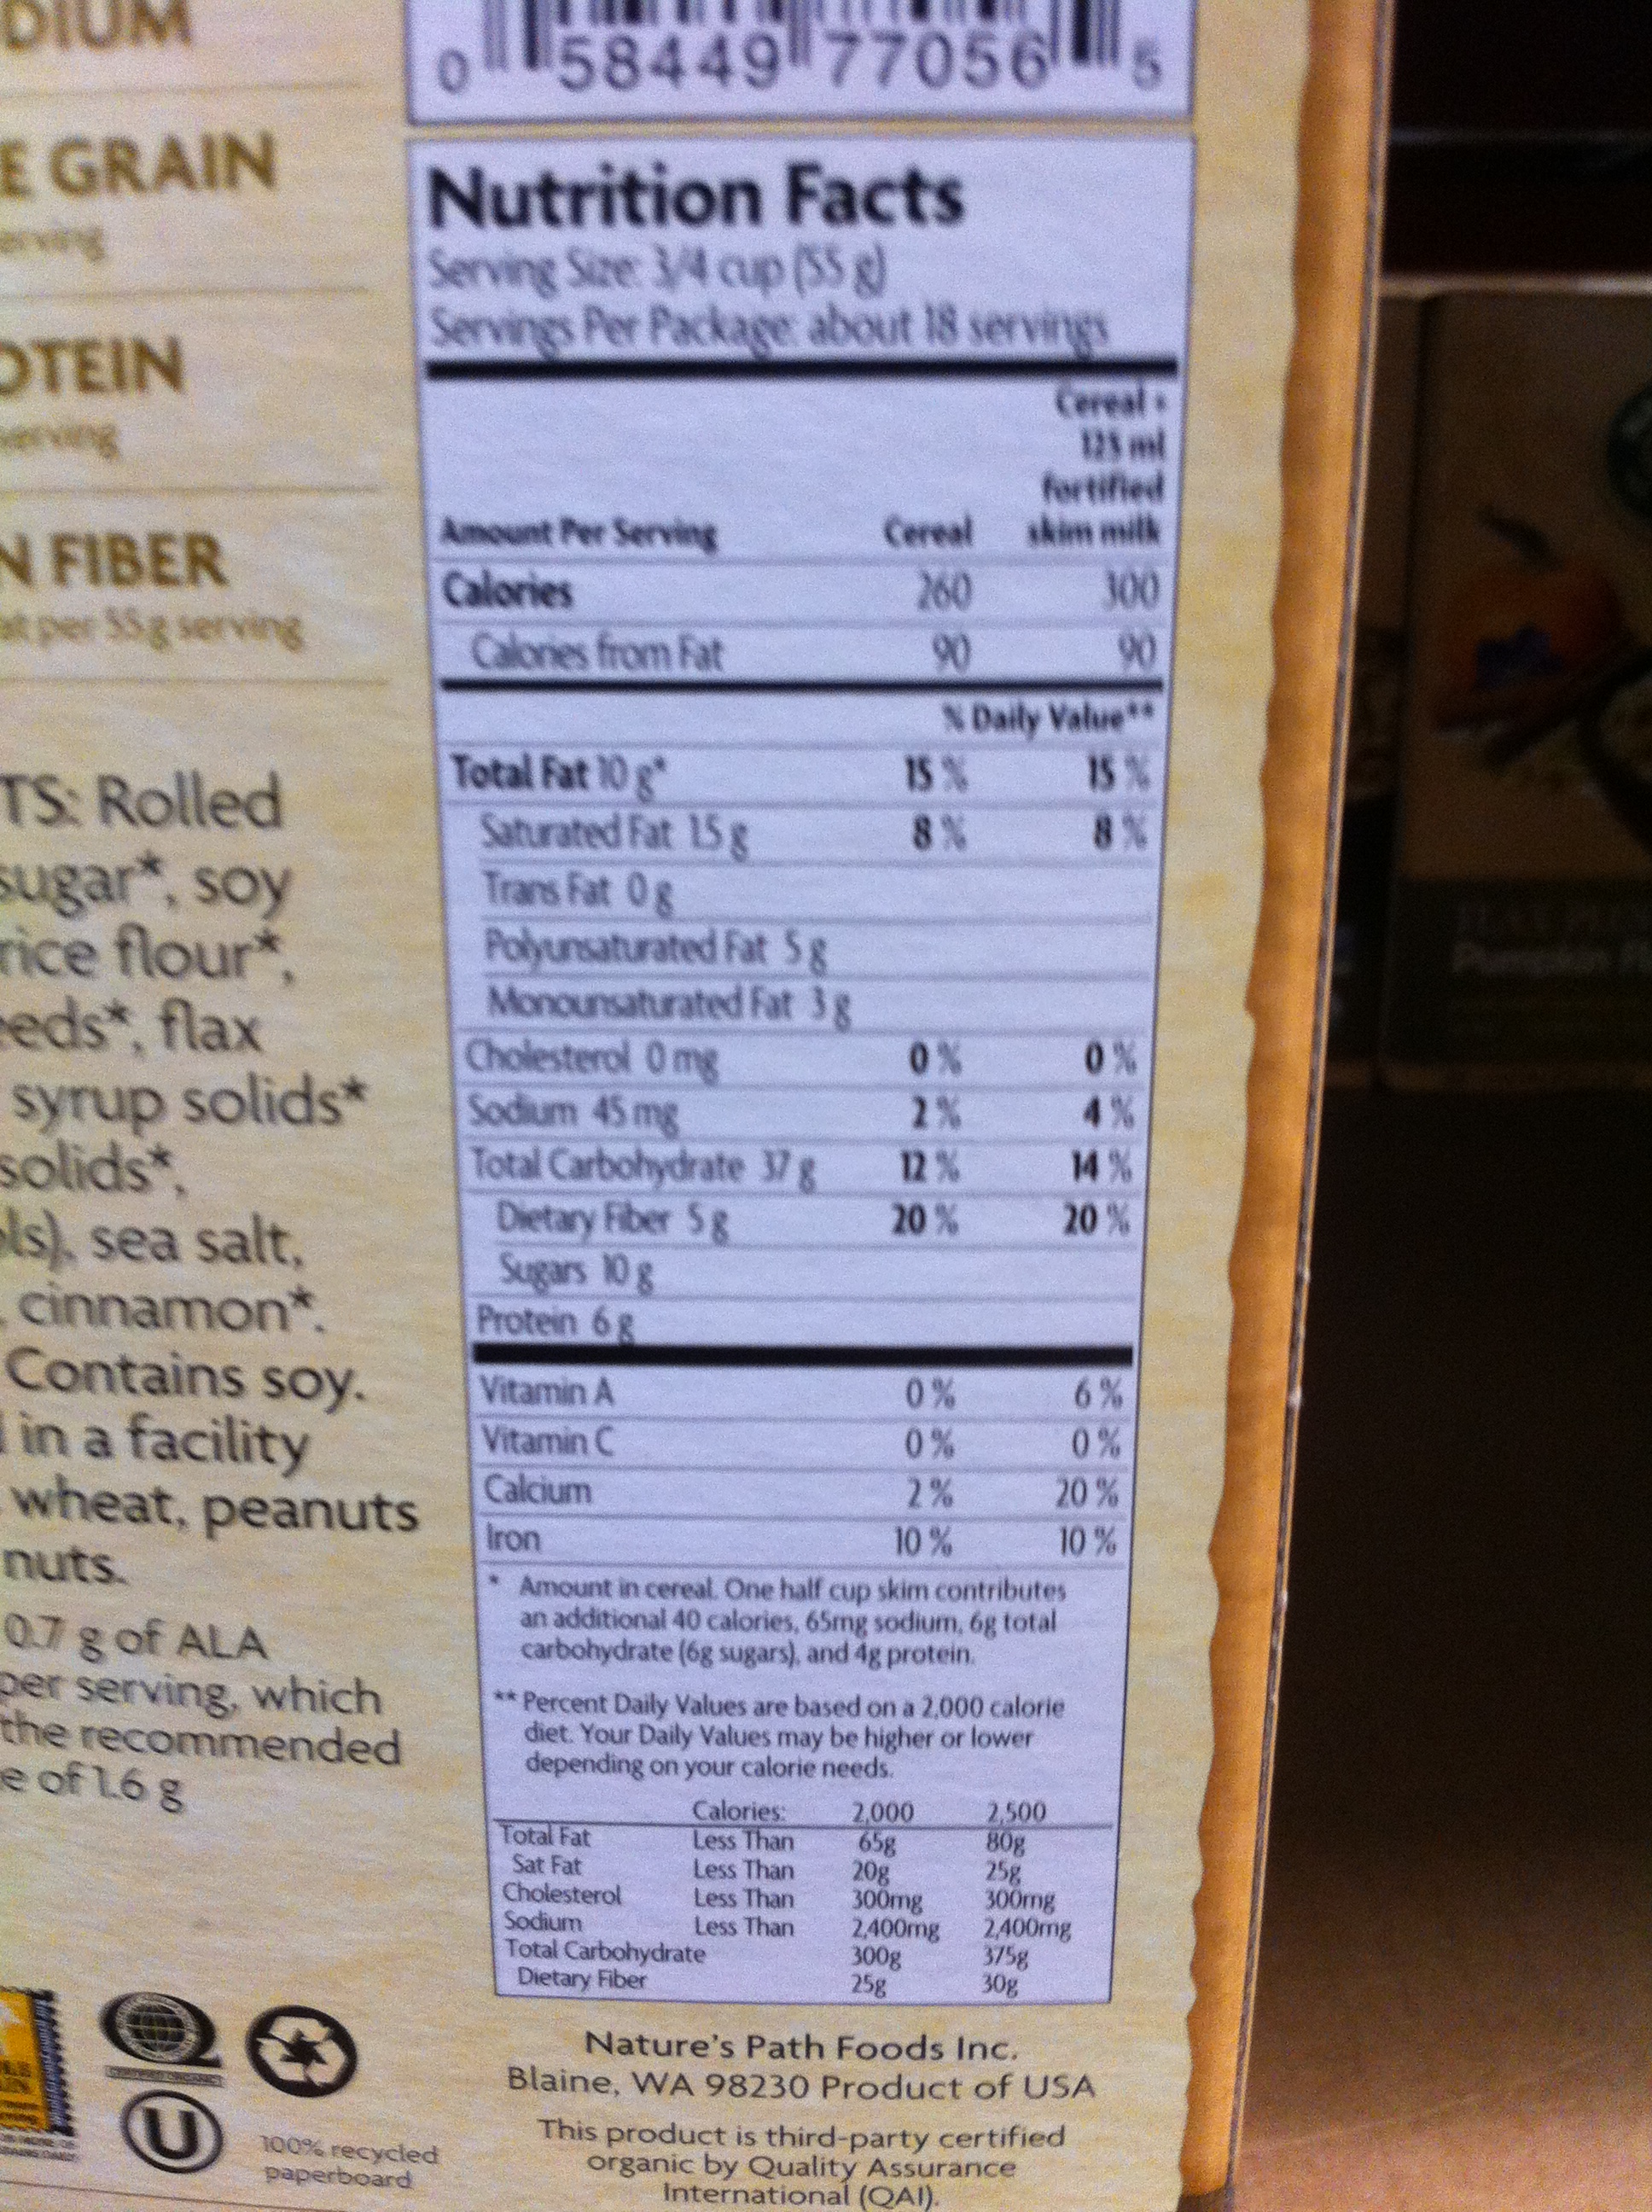 DIUM
E GRAIN
erving
OTEIN
serving
N FIBER
at per 55g serving
TS: Rolled
sugar*, soy
rice flour*,
eeds*, flax
syrup solids*
solids*,
ols), sea salt,
cinnamon*.
Contains soy.
in a facility
wheat, peanuts
nuts.
0.7 g of ALA
per serving, which
the recommended
e of 1.6 g
100% recycled
paperboard
0 58449 77056 5
Nutrition Facts
Serving Size: 3/4 cup (55 g)
Servings Per Package: about 18 servings
Cereal +
125 ml
fortified
Amount Per Serving Cereal skim milk
Calories 260 300
Calories from Fat 90 90
% Daily Value**
Total Fat 10 g* 15 % 15 %
Saturated Fat 1.5 g 8 % 8 %
Trans Fat 0 g
Polyunsaturated Fat 5 g
Monounsaturated Fat 3 g
Cholesterol 0 mg 0 % 0 %
Sodium 45 mg 2 % 4 %
Total Carbohydrate 37 g 12 % 14 %
Dietary Fiber 5 g 20 % 20 %
Sugars 10 g
Protein 6 g
Vitamin A 0 % 6 %
Vitamin C 0 % 0 %
Calcium 2 % 20 %
Iron 10 % 10 %
* Amount in cereal. One half cup skim contributes
an additional 40 calories, 65mg sodium, 6g total
carbohydrate (6g sugars), and 4g protein.
** Percent Daily Values are based on a 2,000 calorie
diet. Your Daily Values may be higher or lower
depending on your calorie needs.
Calories: 2,000 2,500
Total Fat Less Than 65g 80g
Sat Fat Less Than 20g 25g
Cholesterol Less Than 300mg 300mg
Sodium Less Than 2,400mg 2,400mg
Total Carbohydrate 300g 375g
Dietary Fiber 25g 30g
Nature's Path Foods Inc.
Blaine, WA 98230 Product of USA
This product is third-party certified
organic by Quality Assurance
International (QAI).
U
Pumpkin